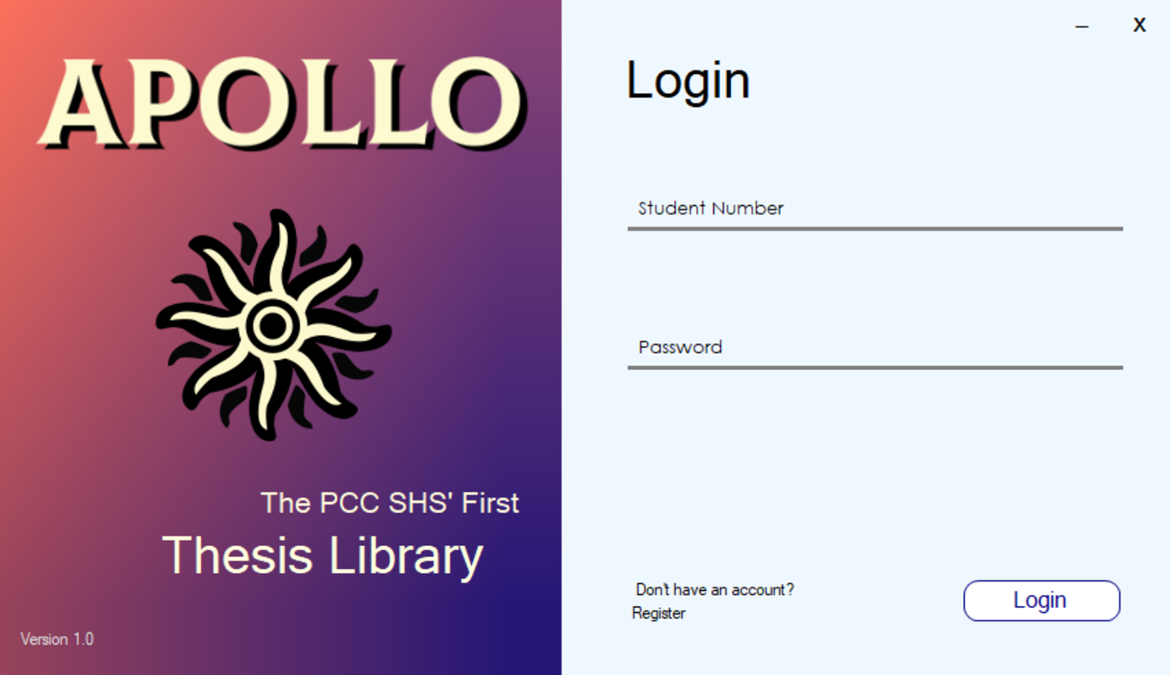 APOLLO
The PCC SHS' First
Thesis Library
Version 1.0
X
Login
Student Number
Password
Don't have an account?
Register
Login